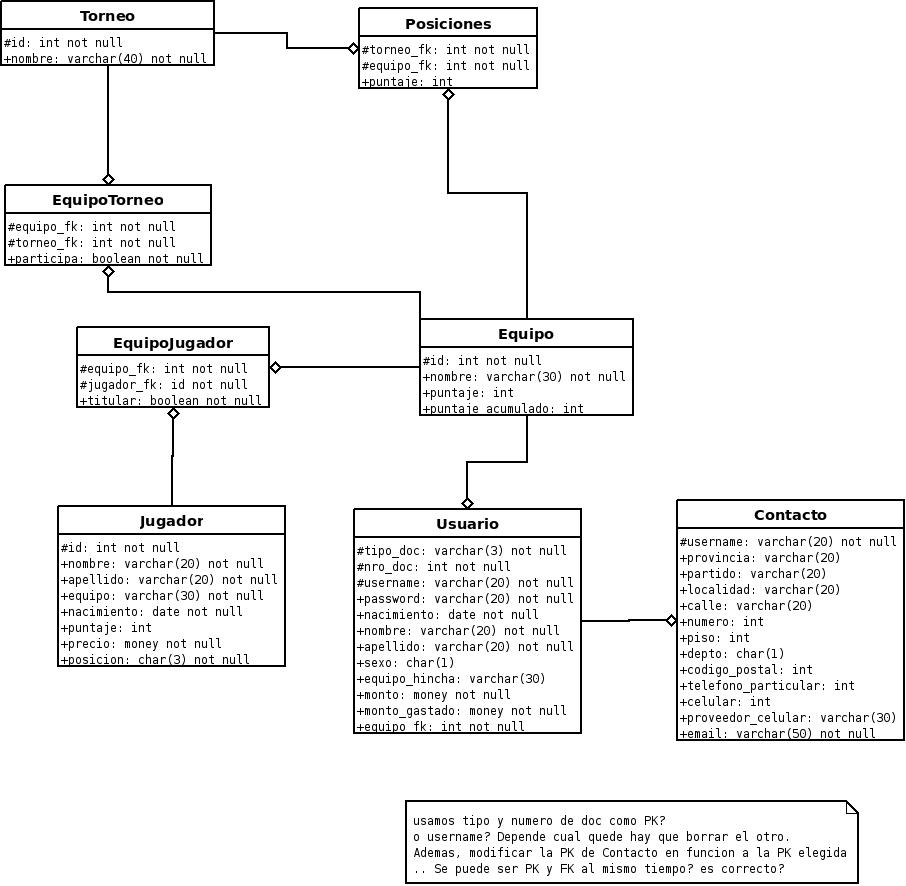 Torneo
#id: int not null
+nombre: varchar(40) not null
Posiciones
#torneo_fk: int not null
#equipo_fk: int not null
+puntaje: int
EquipoTorneo
#equipo_fk: int not null
#torneo_fk: int not null
+participa: boolean not null
EquipoJugador
#equipo_fk: int not null
#jugador_fk: id not null
+titular: boolean not null
Equipo
#id: int not null
+nombre: varchar(30) not null
+puntaje: int
+puntaje_acumulado: int
Jugador
#id: int not null
+nombre: varchar(20) not null
+apellido: varchar(20) not null
+equipo: varchar(30) not null
+nacimiento: date not null
+puntaje: int
+precio: money not null
+posicion: char(3) not null
Usuario
#tipo_doc: varchar(3) not null
#nro_doc: int not null
#username: varchar(20) not null
+password: varchar(20) not null
+nacimiento: date not null
+nombre: varchar(20) not null
+apellido: varchar(20) not null
+sexo: char(1)
+equipo_hincha: varchar(30)
+monto: money not null
+monto_gastado: money not null
+equipo_fk: int not null
Contacto
#username: varchar(20) not null
+provincia: varchar(20)
+partido: varchar(20)
+localidad: varchar(20)
+calle: varchar(20)
+numero: int
+piso: int
+depto: char(1)
+codigo_postal: int
+telefono_particular: int
+celular: int
+proveedor_celular: varchar(30)
+email: varchar(50) not null
usamos tipo y numero de doc como PK?
o username? Depende cual quede hay que borrar el otro.
Ademas, modificar la PK de Contacto en funcion a la PK elegida
.. Se puede ser PK y FK al mismo tiempo? es correcto?